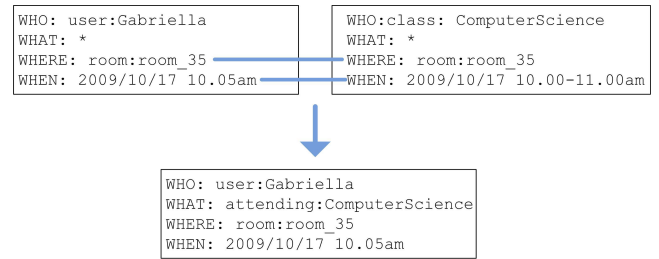 WHO: user:Gabriella
WHAT: *
WHERE: room:room_35
WHEN: 2009/10/17 10.05am
WHO:class: ComputerScience
WHAT: *
WHERE: room:room_35
WHEN: 2009/10/17 10.00-11.00am
WHO: user:Gabriella
WHAT: attending:ComputerScience
WHERE: room:room_35
WHEN: 2009/10/17 10.05am